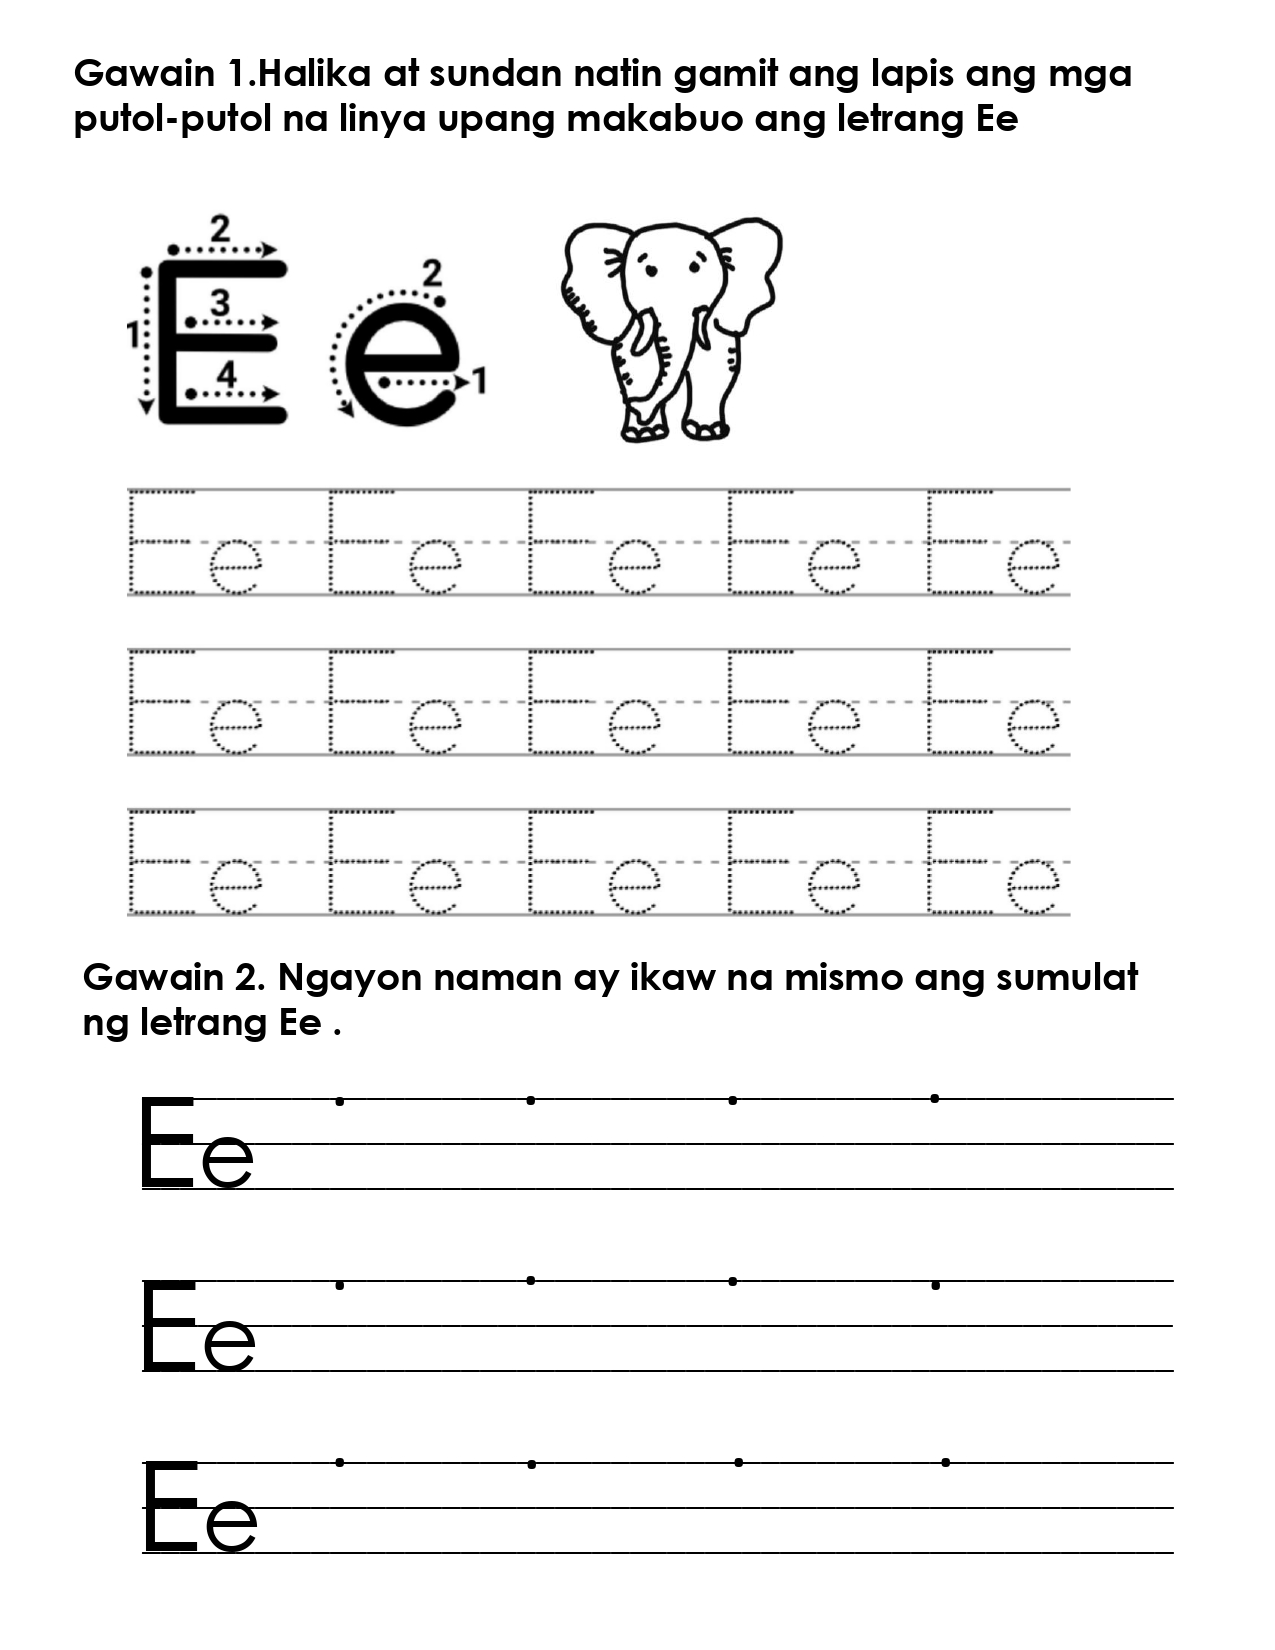 Gawain 1.Halika at sundan natin gamit ang lapis ang mga
putol-putol na linya upang makabuo ang letrang Ee
2
3
1
4
E
2
1
e
Ee Ee Ee Ee Ee
Ee Ee Ee Ee Ee
Ee Ee Ee Ee Ee
Gawain 2. Ngayon naman ay ikaw na mismo ang sumulat
ng letrang Ee .
Ee
Ee
Ee